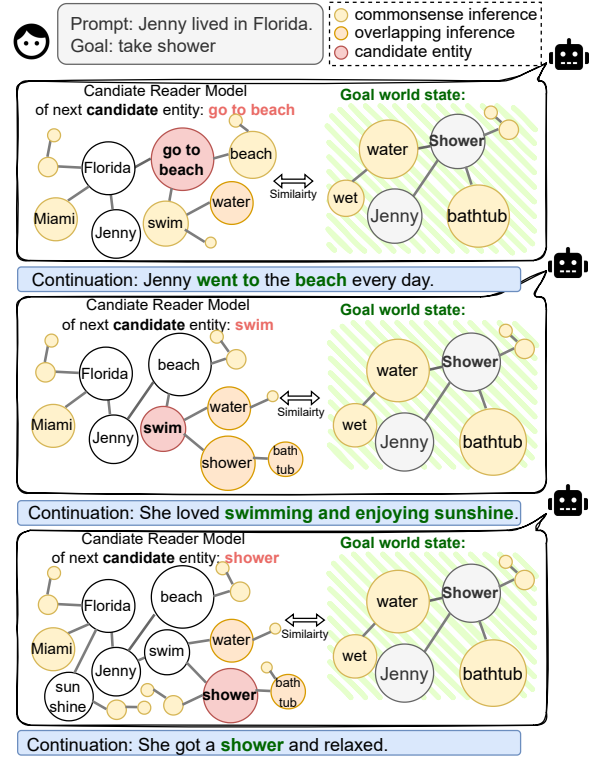 Prompt: Jenny lived in Florida.
Goal: take shower
commonsense inference
overlapping inference
candidate entity
Candiate Reader Model
of next candidate entity: go to beach
Goal world state:
Florida
go to
beach
beach
Miami
Jenny
swim
water
Similairty
water
Shower
wet
Jenny
bathtub
Continuation: Jenny went to the beach every day.
Candiate Reader Model
of next candidate entity: swim
Goal world state:
Florida
beach
Miami
Jenny
swim
water
shower
bath
tub
Similairty
water
Shower
wet
Jenny
bathtub
Continuation: She loved swimming and enjoying sunshine.
Candiate Reader Model
of next candidate entity: shower
Goal world state:
Florida
beach
Miami
Jenny
swim
water
sun
shine
shower
bath
tub
Similairty
water
Shower
wet
Jenny
bathtub
Continuation: She got a shower and relaxed.